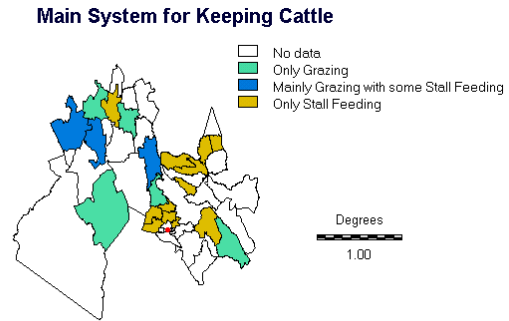 Main System for Keeping Cattle
No data
Only Grazing
Mainly Grazing with some Stall Feeding
Only Stall Feeding
Degrees
1.00